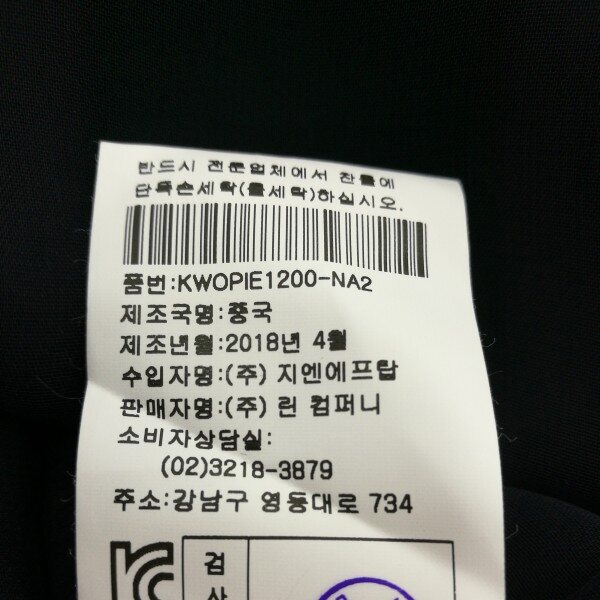 반드시 전문업체에서 찬물에
단독손세탁(물세탁)하십시오.
품번:KWOPIE1200-NA2
제조국명:중국
제조년월:2018년 4월
수입자명:(주) 지엔에프탑
판매자명:(주) 린 컴퍼니
소비자상담실:
(02)3218-3879
주소:강남구 영동대로 734
검
사